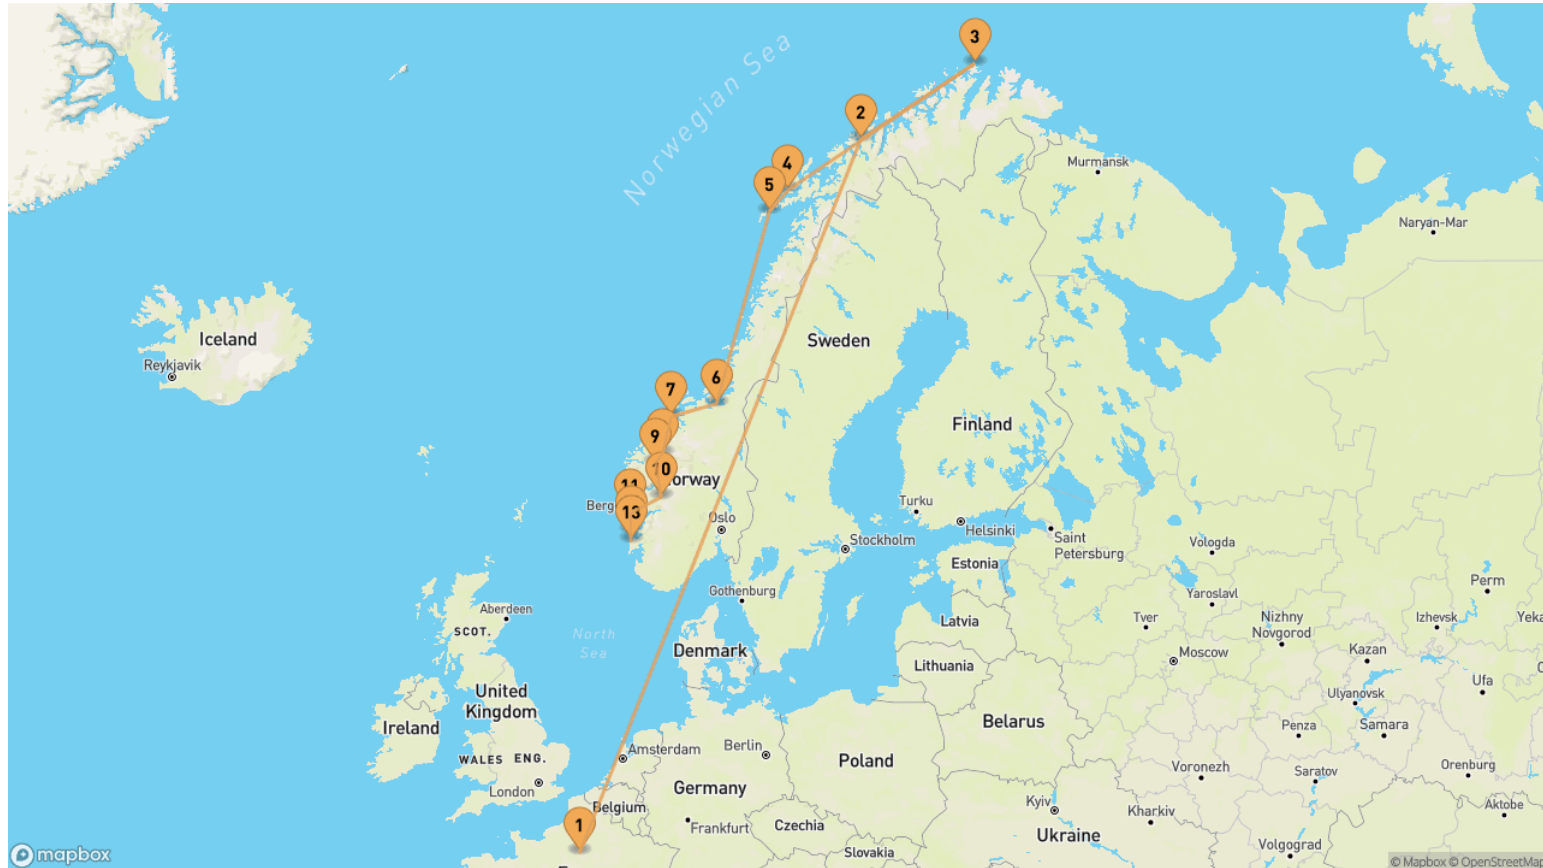 3
2
Norwegian Sea
Murmansk
4
5
Naryan-Mar
Iceland
Reykjavik
Sweden
6
7
9
Finland
10
Norway
11
Bergen
13
Oslo
Turku
Helsinki
Stockholm
Saint
Petersburg
Vologda
Estonia
Perm
Gothenburg
Yaroslavl
Aberdeen
SCOT.
Latvia
Tver
Nizhny
Novgorod
Izhevsk
North
Sea
Denmark
Lithuania
Moscow
Kazan
Ufa
United
Kingdom
Ulyanovsk
Ireland
Belarus
Penza
Samara
Amsterdam
Berlin
WALES
ENG.
Poland
Voronezh
Orenburg
Saratov
London
Germany
Belgium
Kyiv
Kharkiv
Aktobe
1
Frankfurt
Czechia
Ukraine
Volgograd
Slovakia
mapbox
© Mapbox © OpenStreetMap